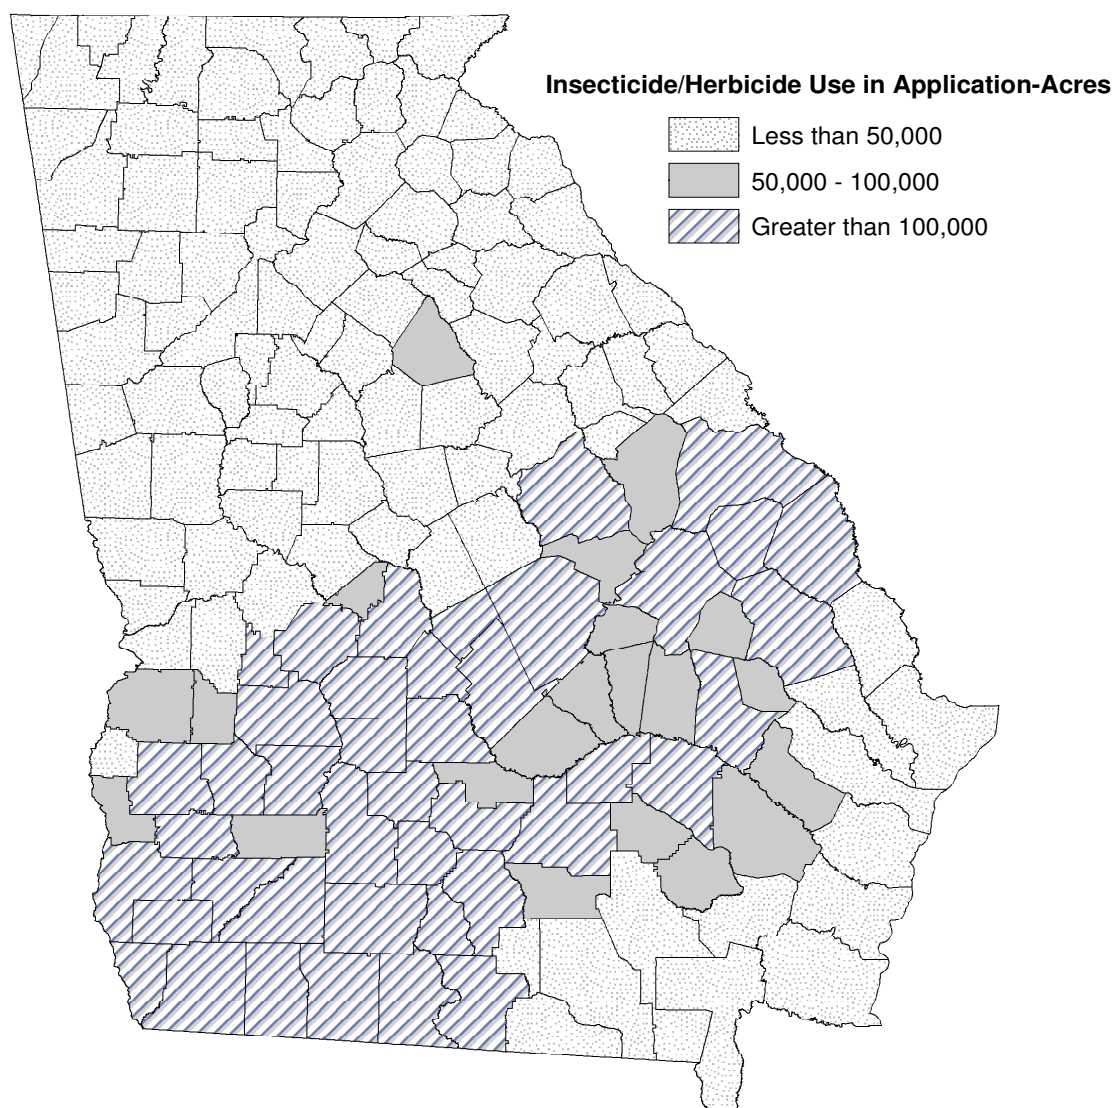 Insecticide/Herbicide Use in Application-Acres
Less than 50,000
50,000 - 100,000
Greater than 100,000